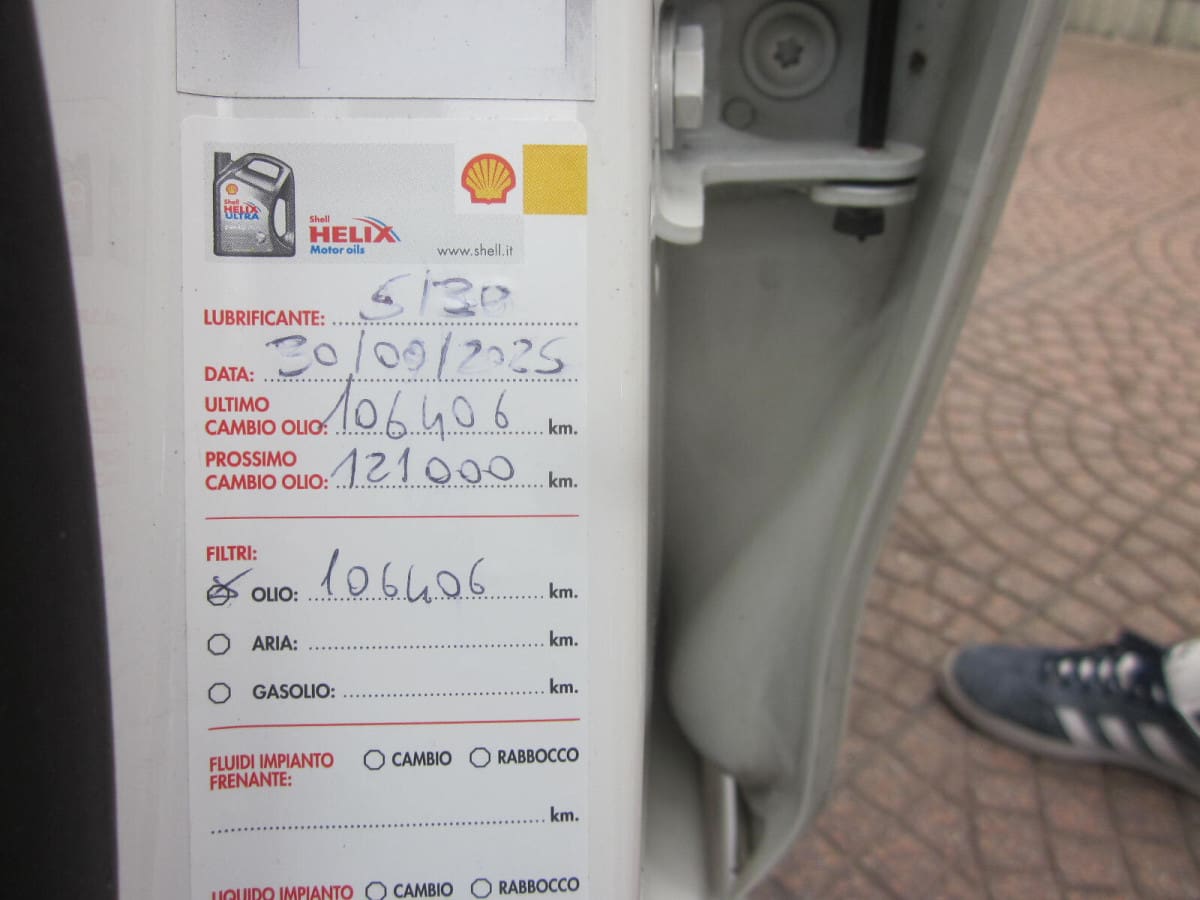 Shell
HELIX
ULTRA
Shell
HELIX
Motor oils
www.shell.it
LUBRIFICANTE: 5/30
DATA: 30/09/2025
ULTIMO
CAMBIO OLIO: 106406 km.
PROSSIMO
CAMBIO OLIO: 121000 km.
FILTRI:
OLIO: 106406 km.
ARIA: km.
GASOLIO: km.
FLUIDI IMPIANTO CAMBIO RABBOCCO
FRENANTE:
km.
LIQUIDO IMPIANTO CAMBIO RABBOCCO